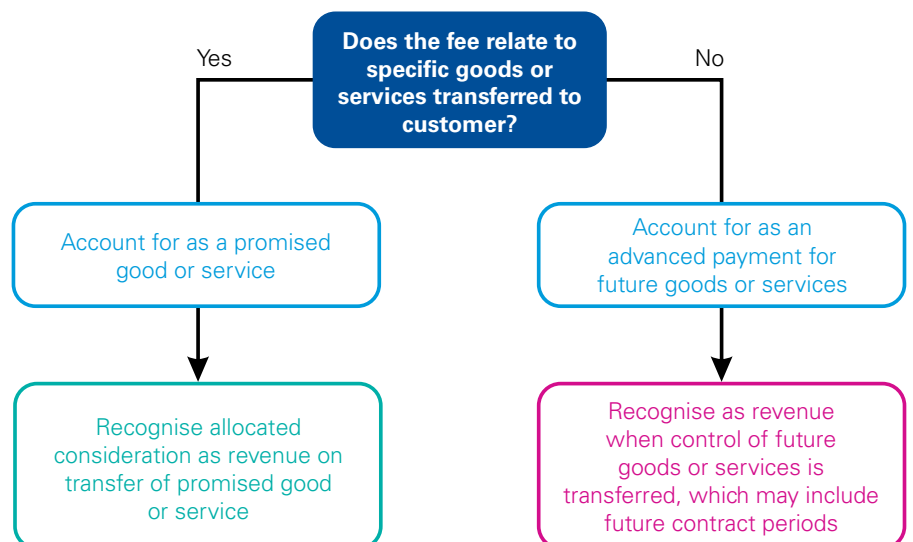 Does the fee relate to
specific goods or
services transferred to
customer?
Yes
No
Account for as a promised
good or service
Account for as an
advanced payment for
future goods or services
Recognise allocated
consideration as revenue on
transfer of promised good
or service
Recognise as revenue
when control of future
goods or services is
transferred, which may include
future contract periods